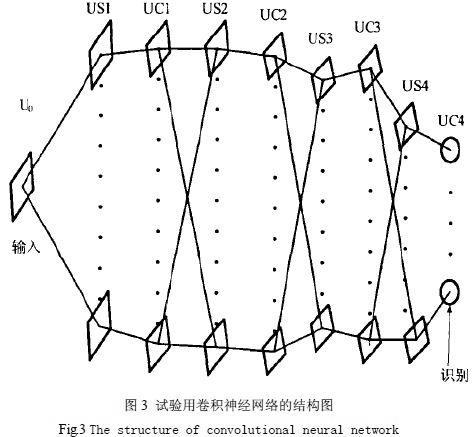 US1
UC1
US2
UC2
US3
UC3
US4
UC4
U₀
输入
识别
图 3 试验用卷积神经网络的结构图
Fig.3 The structure of convolutional neural network